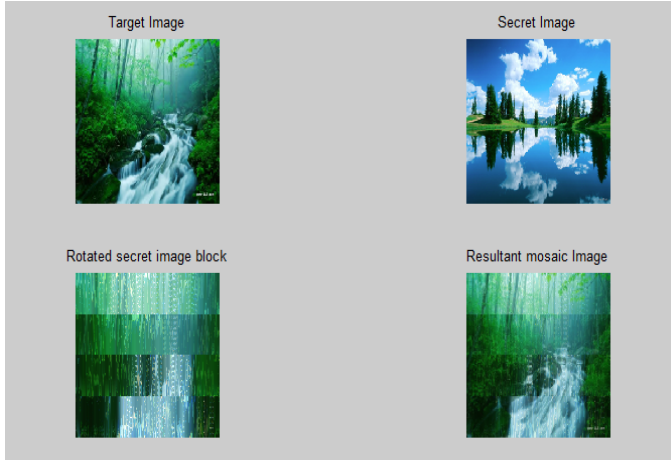 Target Image
Secret Image
Rotated secret image block
Resultant mosaic Image